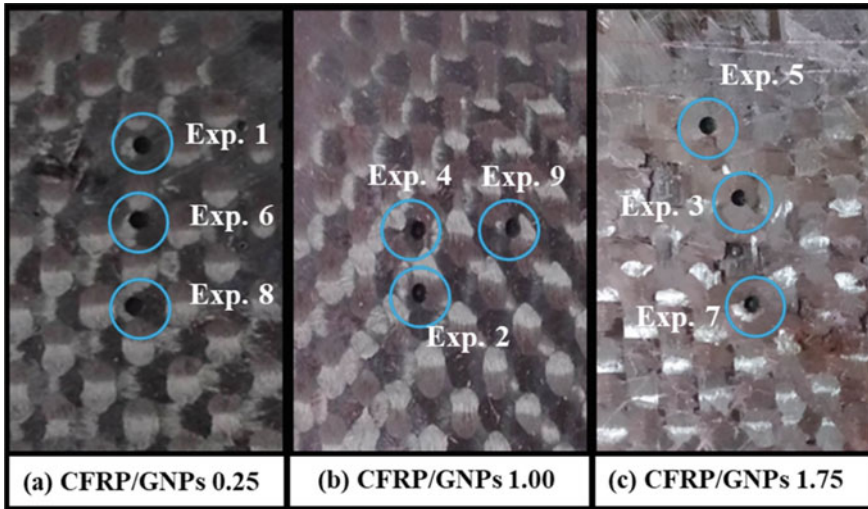 Exp. 1
Exp. 6
Exp. 8
(a) CFRP/GNPs 0.25
Exp. 4
Exp. 9
Exp. 2
(b) CFRP/GNPs 1.00
Exp. 5
Exp. 3
Exp. 7
(c) CFRP/GNPs 1.75